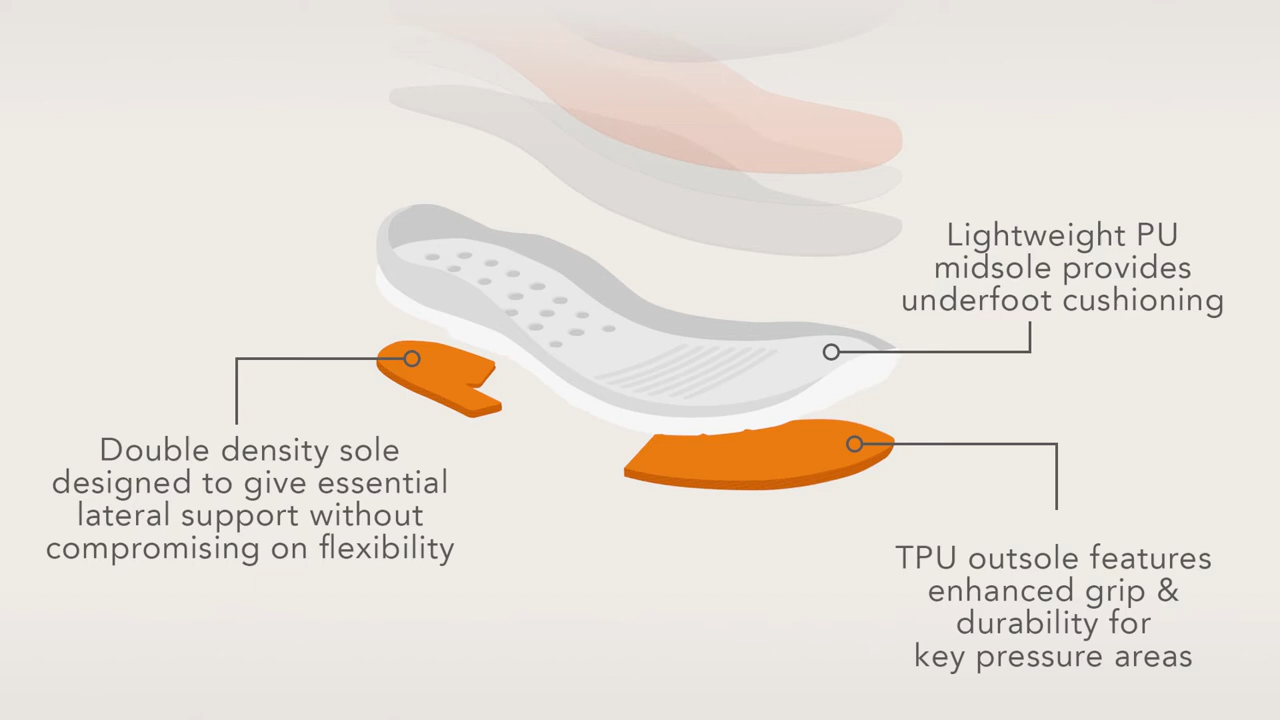 Lightweight PU
midsole provides
underfoot cushioning
Double density sole
designed to give essential
lateral support without
compromising on flexibility
TPU outsole features
enhanced grip &
durability for
key pressure areas